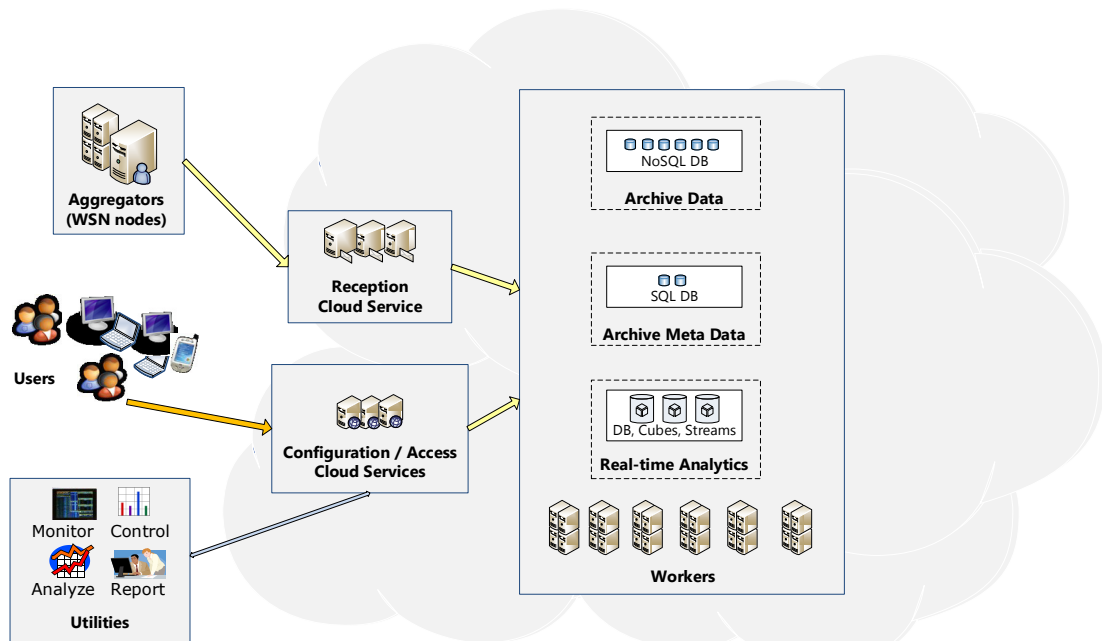 Aggregators
(WSN nodes)
Reception
Cloud Service
Users
Configuration / Access
Cloud Services
Monitor
Control
Analyze
Report
Utilities
NoSQL DB
Archive Data
SQL DB
Archive Meta Data
DB, Cubes, Streams
Real-time Analytics
Workers